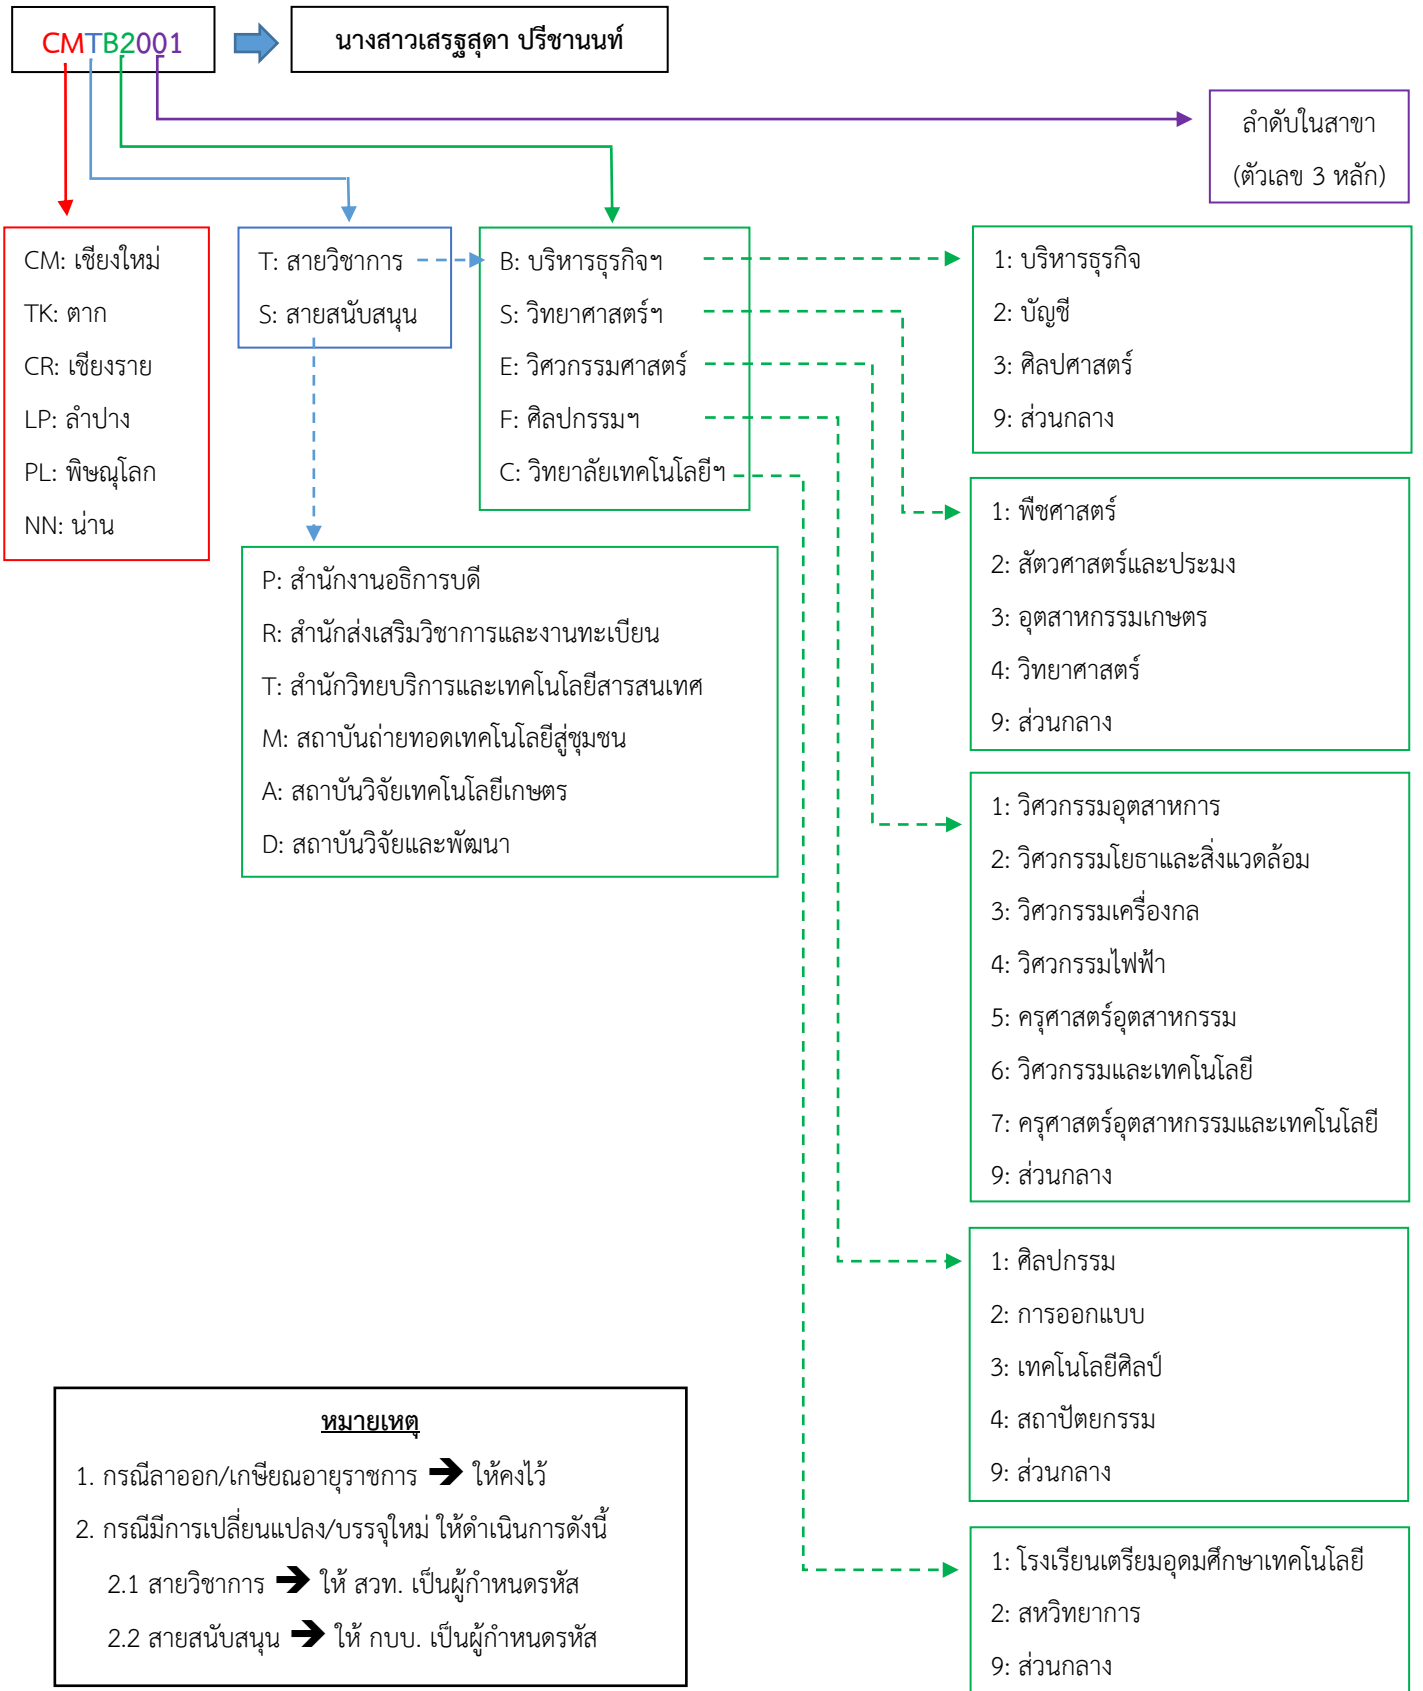 CMTB2001
นางสาวเสรฐสุดา ปรีชานนท์
ลำดับในสาขา
(ตัวเลข 3 หลัก)
CM: เชียงใหม่
TK: ตาก
CR: เชียงราย
LP: ลำปาง
PL: พิษณุโลก
NN: น่าน
T: สายวิชาการ
S: สายสนับสนุน
B: บริหารธุรกิจฯ
S: วิทยาศาสตร์ฯ
E: วิศวกรรมศาสตร์
F: ศิลปกรรมฯ
C: วิทยาลัยเทคโนโลยีฯ
1: บริหารธุรกิจ
2: บัญชี
3: ศิลปศาสตร์
9: ส่วนกลาง
1: พืชศาสตร์
2: สัตวศาสตร์และประมง
3: อุตสาหกรรมเกษตร
4: วิทยาศาสตร์
9: ส่วนกลาง
P: สำนักงานอธิการบดี
R: สำนักส่งเสริมวิชาการและงานทะเบียน
T: สำนักวิทยบริการและเทคโนโลยีสารสนเทศ
M: สถาบันถ่ายทอดเทคโนโลยีสู่ชุมชน
A: สถาบันวิจัยเทคโนโลยีเกษตร
D: สถาบันวิจัยและพัฒนา
1: วิศวกรรมอุตสาหการ
2: วิศวกรรมโยธาและสิ่งแวดล้อม
3: วิศวกรรมเครื่องกล
4: วิศวกรรมไฟฟ้า
5: ครุศาสตร์อุตสาหกรรม
6: วิศวกรรมและเทคโนโลยี
7: ครุศาสตร์อุตสาหกรรมและเทคโนโลยี
9: ส่วนกลาง
1: ศิลปกรรม
2: การออกแบบ
3: เทคโนโลยีศิลป์
4: สถาปัตยกรรม
9: ส่วนกลาง
หมายเหตุ
1. กรณีลาออก/เกษียณอายุราชการ ➔ ให้คงไว้
2. กรณีมีการเปลี่ยนแปลง/บรรจุใหม่ ให้ดำเนินการดังนี้
2.1 สายวิชาการ ➔ ให้ สวท. เป็นผู้กำหนดรหัส
2.2 สายสนับสนุน ➔ ให้ กบบ. เป็นผู้กำหนดรหัส
1: โรงเรียนเตรียมอุดมศึกษาเทคโนโลยี
2: สหวิทยาการ
9: ส่วนกลาง